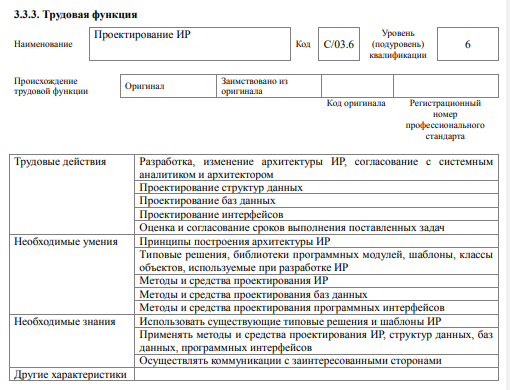 3.3.3. Трудовая функция
Наименование
Проектирование ИР
Код
C/03.6
Уровень
(подуровень)
квалификации
6
Происхождение
трудовой функции
Оригинал
Заимствовано из
оригинала
Код оригинала
Регистрационный
номер
профессионального
стандарта
Трудовые действия
Разработка, изменение архитектуры ИР, согласование с системным
аналитиком и архитектором
Проектирование структур данных
Проектирование баз данных
Проектирование интерфейсов
Оценка и согласование сроков выполнения поставленных задач
Необходимые умения
Принципы построения архитектуры ИР
Типовые решения, библиотеки программных модулей, шаблоны, классы
объектов, используемые при разработке ИР
Методы и средства проектирования ИР
Методы и средства проектирования баз данных
Методы и средства проектирования программных интерфейсов
Необходимые знания
Использовать существующие типовые решения и шаблоны ИР
Применять методы и средства проектирования ИР, структур данных, баз
данных, программных интерфейсов
Осуществлять коммуникации с заинтересованными сторонами
Другие характеристики